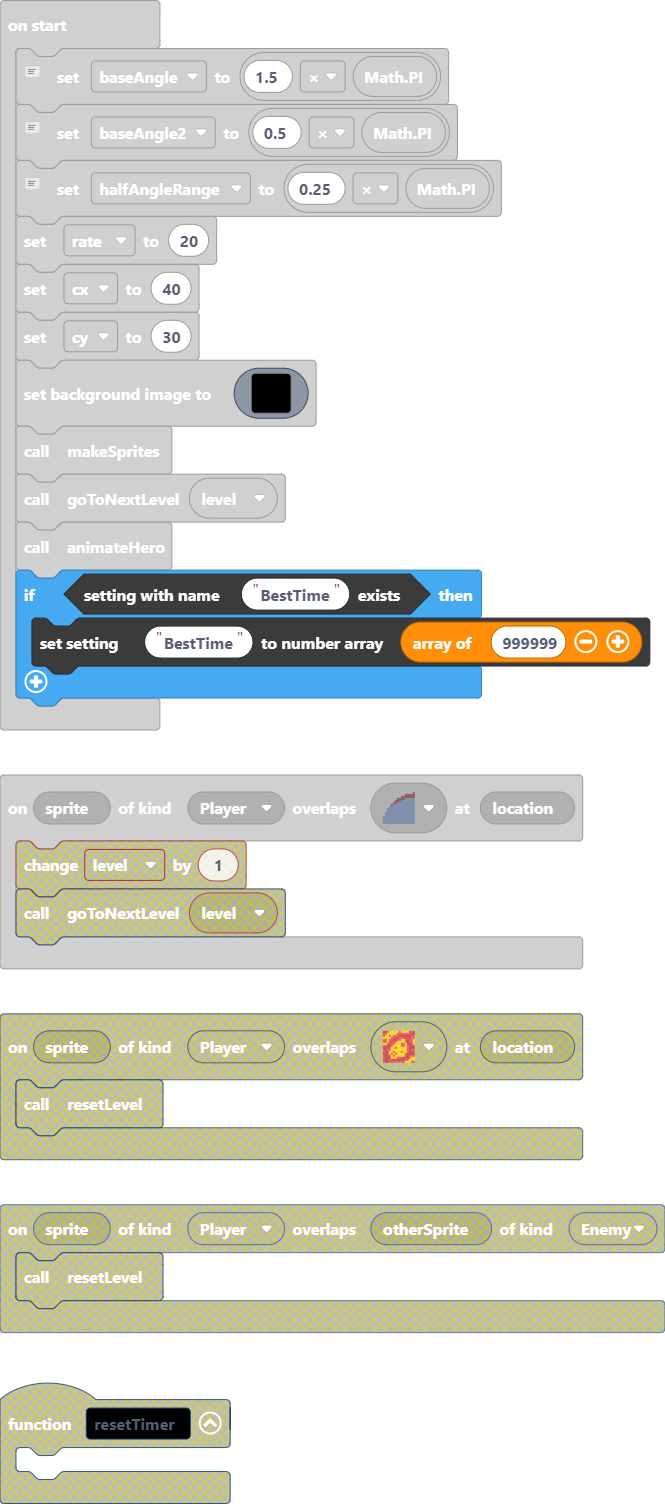 on start
set baseAngle to 1.5 × Math.PI
set baseAngle2 to 0.5 × Math.PI
set halfAngleRange to 0.25 × Math.PI
set rate to 20
set cx to 40
set cy to 30
set background image to
call makeSprites
call goToNextLevel level
call animateHero
if setting with name "BestTime" exists then
set setting "BestTime" to number array array of 999999
on sprite of kind Player overlaps at location
change level by 1
call goToNextLevel level
on sprite of kind Player overlaps at location
call resetLevel
on sprite of kind Player overlaps otherSprite of kind Enemy
call resetLevel
function resetTimer